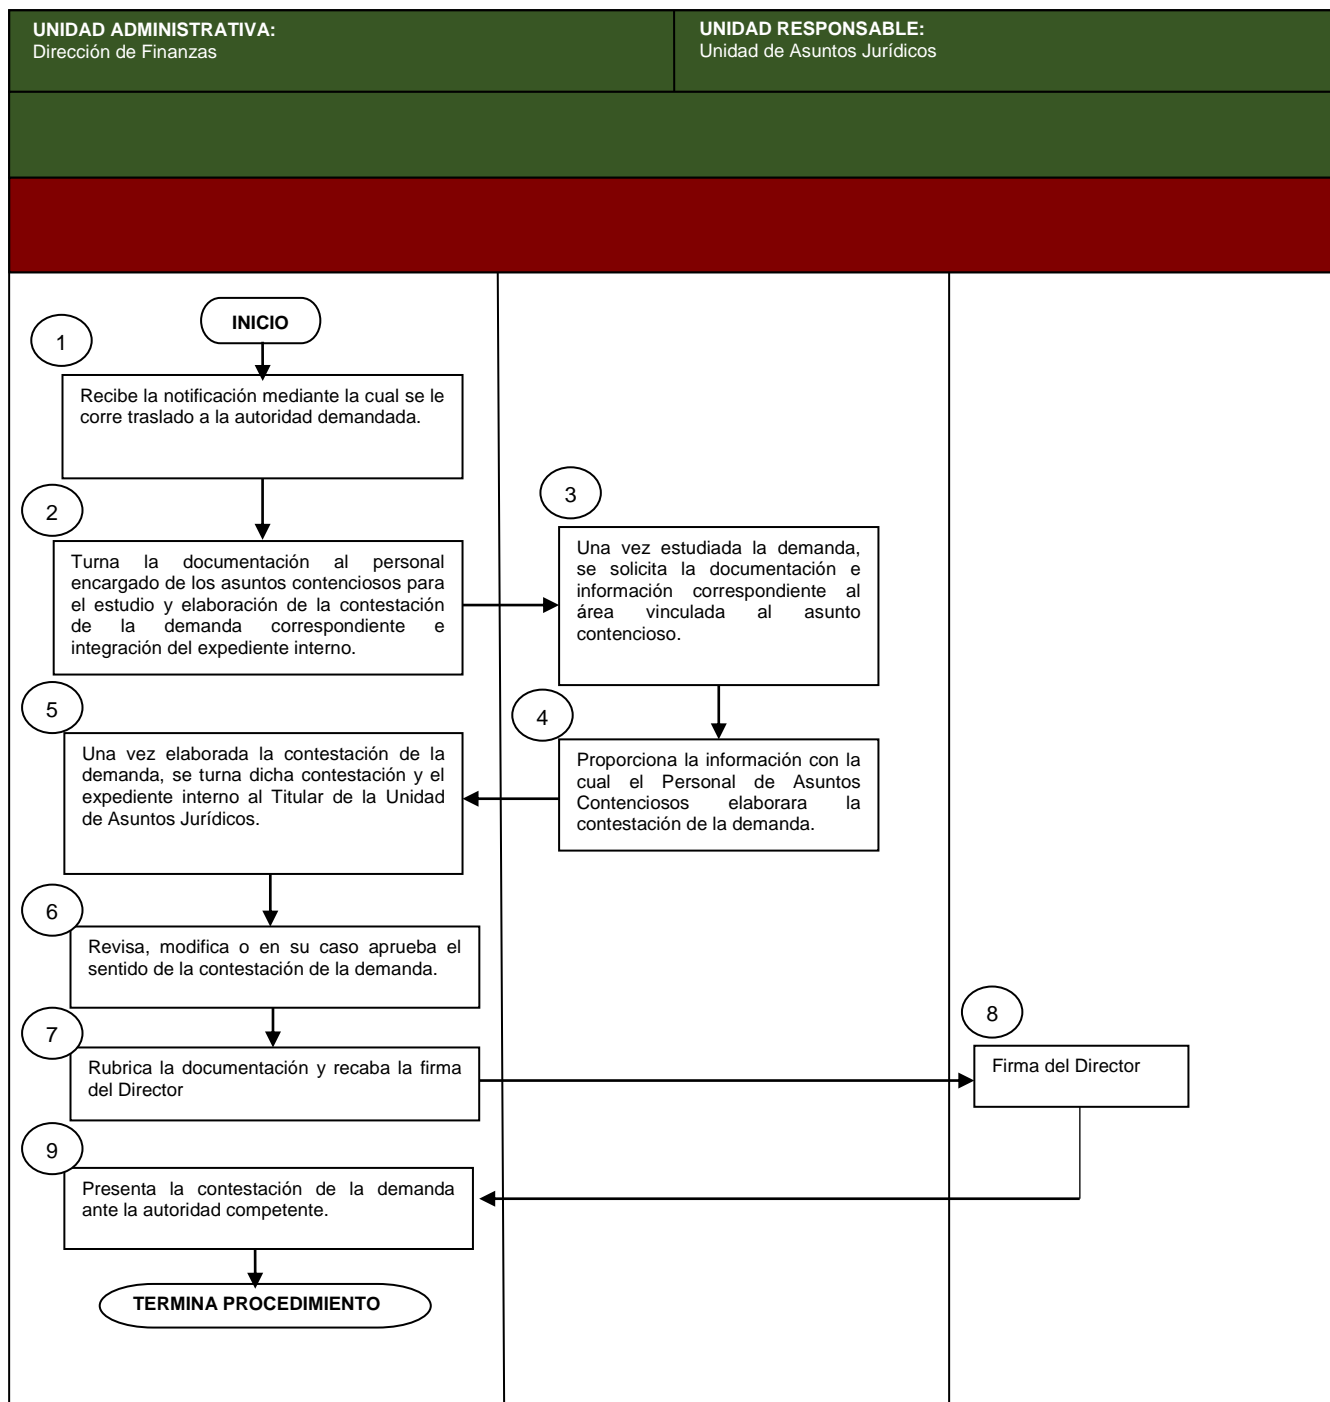 UNIDAD ADMINISTRATIVA:
Dirección de Finanzas
UNIDAD RESPONSABLE:
Unidad de Asuntos Jurídicos
INICIO
1
Recibe la notificación mediante la cual se le
corre traslado a la autoridad demandada.
2
Turna la documentación al personal
encargado de los asuntos contenciosos para
el estudio y elaboración de la contestación
de la demanda correspondiente e
integración del expediente interno.
3
Una vez estudiada la demanda,
se solicita la documentación e
información correspondiente al
área vinculada al asunto
contencioso.
4
Proporciona la información con la
cual el Personal de Asuntos
Contenciosos elaborara la
contestación de la demanda.
5
Una vez elaborada la contestación de la
demanda, se turna dicha contestación y el
expediente interno al Titular de la Unidad
de Asuntos Jurídicos.
6
Revisa, modifica o en su caso aprueba el
sentido de la contestación de la demanda.
7
Rubrica la documentación y recaba la firma
del Director
8
Firma del Director
9
Presenta la contestación de la demanda
ante la autoridad competente.
TERMINA PROCEDIMIENTO